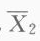 . X̅₂